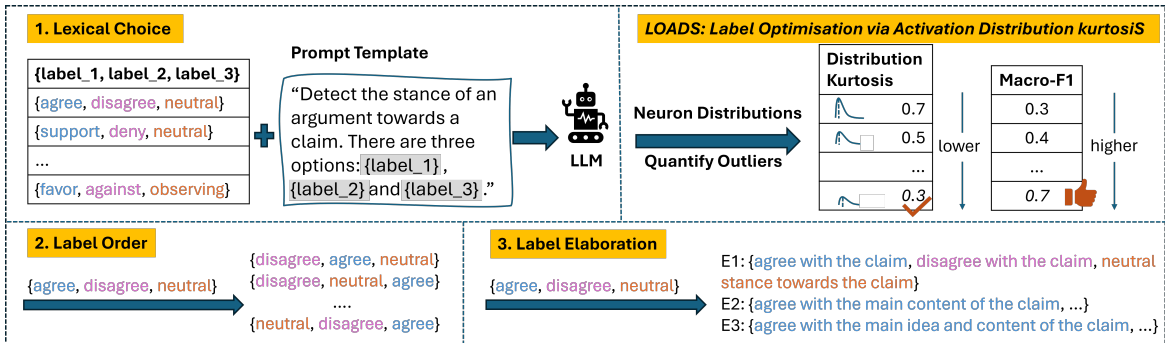 1. Lexical Choice
{label_1, label_2, label_3}
{agree, disagree, neutral}
{support, deny, neutral}
...
{favor, against, observing}
Prompt Template
“Detect the stance of an
argument towards a
claim. There are three
options: {label_1} ,
{label_2} and {label_3} .”
LLM
LOADS: Label Optimisation via Activation Distribution kurtosiS
Neuron Distributions
Quantify Outliers
Distribution
Kurtosis
0.7
0.5
...
0.3
lower
Macro-F1
0.3
0.4
...
0.7
higher
2. Label Order
{agree, disagree, neutral}
{disagree, agree, neutral}
{disagree, neutral, agree}
....
{neutral, disagree, agree}
3. Label Elaboration
{agree, disagree, neutral}
E1: {agree with the claim, disagree with the claim, neutral
stance towards the claim}
E2: {agree with the main content of the claim, ...}
E3: {agree with the main idea and content of the claim, ...}